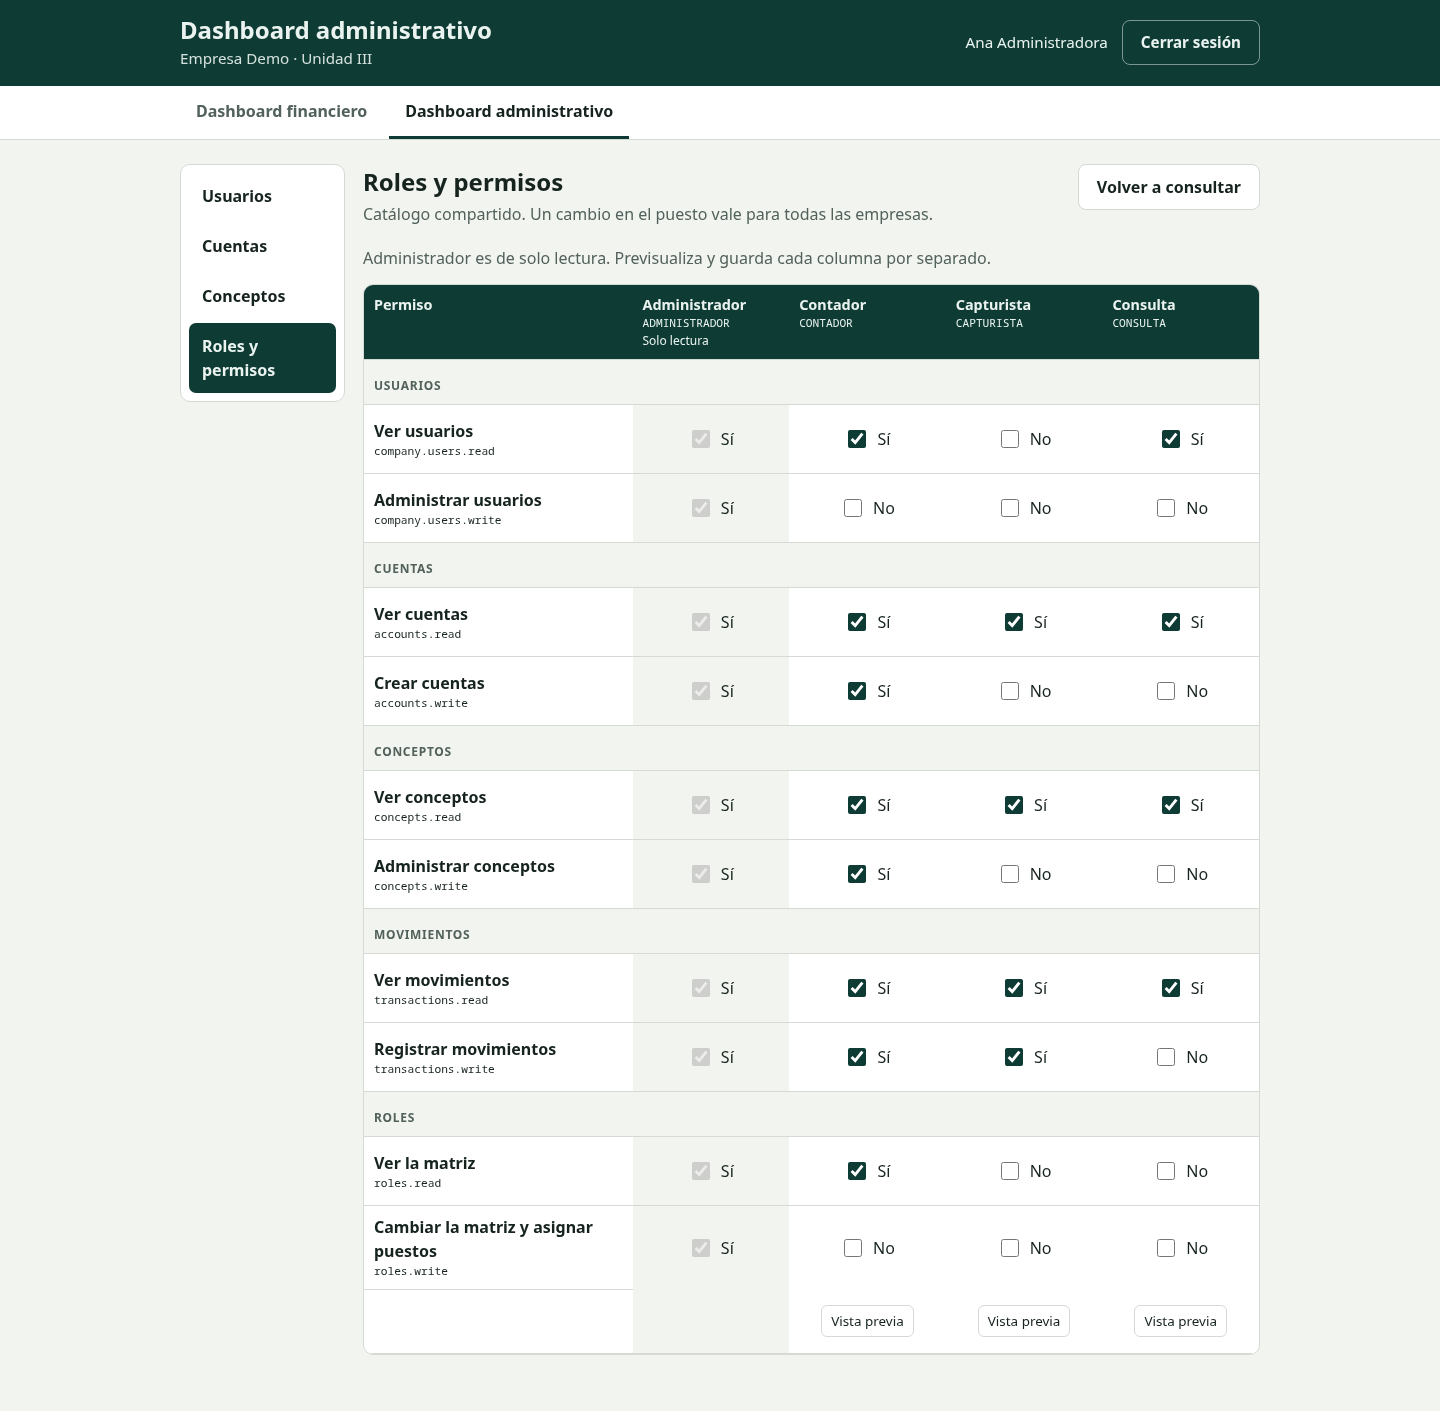 Dashboard administrativo
Empresa Demo · Unidad III
Ana Administradora
Cerrar sesión
Dashboard financiero
Dashboard administrativo
Usuarios
Cuentas
Conceptos
Roles y
permisos
Roles y permisos
Volver a consultar
Catálogo compartido. Un cambio en el puesto vale para todas las empresas.
Administrador es de solo lectura. Previsualiza y guarda cada columna por separado.
Permiso
Administrador
ADMINISTRADOR
Solo lectura
Contador
CONTADOR
Capturista
CAPTURISTA
Consulta
CONSULTA
USUARIOS
Ver usuarios
company.users.read
Sí
Sí
No
Sí
Administrar usuarios
company.users.write
Sí
No
No
No
CUENTAS
Ver cuentas
accounts.read
Sí
Sí
Sí
Sí
Crear cuentas
accounts.write
Sí
Sí
No
No
CONCEPTOS
Ver conceptos
concepts.read
Sí
Sí
Sí
Sí
Administrar conceptos
concepts.write
Sí
Sí
No
No
MOVIMIENTOS
Ver movimientos
transactions.read
Sí
Sí
Sí
Sí
Registrar movimientos
transactions.write
Sí
Sí
Sí
No
ROLES
Ver la matriz
roles.read
Sí
Sí
No
No
Cambiar la matriz y asignar
puestos
roles.write
Sí
No
No
No
Vista previa
Vista previa
Vista previa